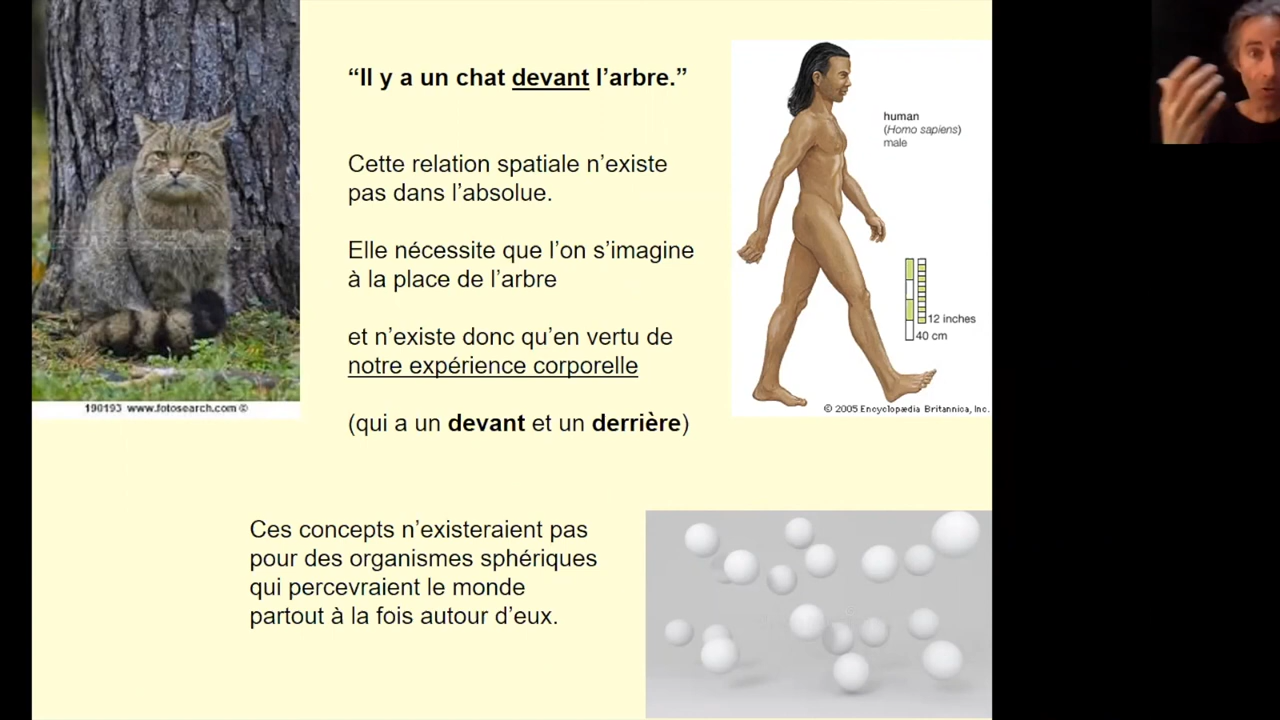 “Il y a un chat devant l’arbre.”
Cette relation spatiale n’existe
pas dans l’absolue.
Elle nécessite que l’on s’imagine
à la place de l’arbre
et n’existe donc qu’en vertu de
notre expérience corporelle
(qui a un devant et un derrière)
190193 www.fotosearch.com ©
FOTOSEARCH
human
(Homo sapiens)
male
12 inches
40 cm
© 2005 Encyclopædia Britannica, Inc.
Ces concepts n’existeraient pas
pour des organismes sphériques
qui percevraient le monde
partout à la fois autour d’eux.